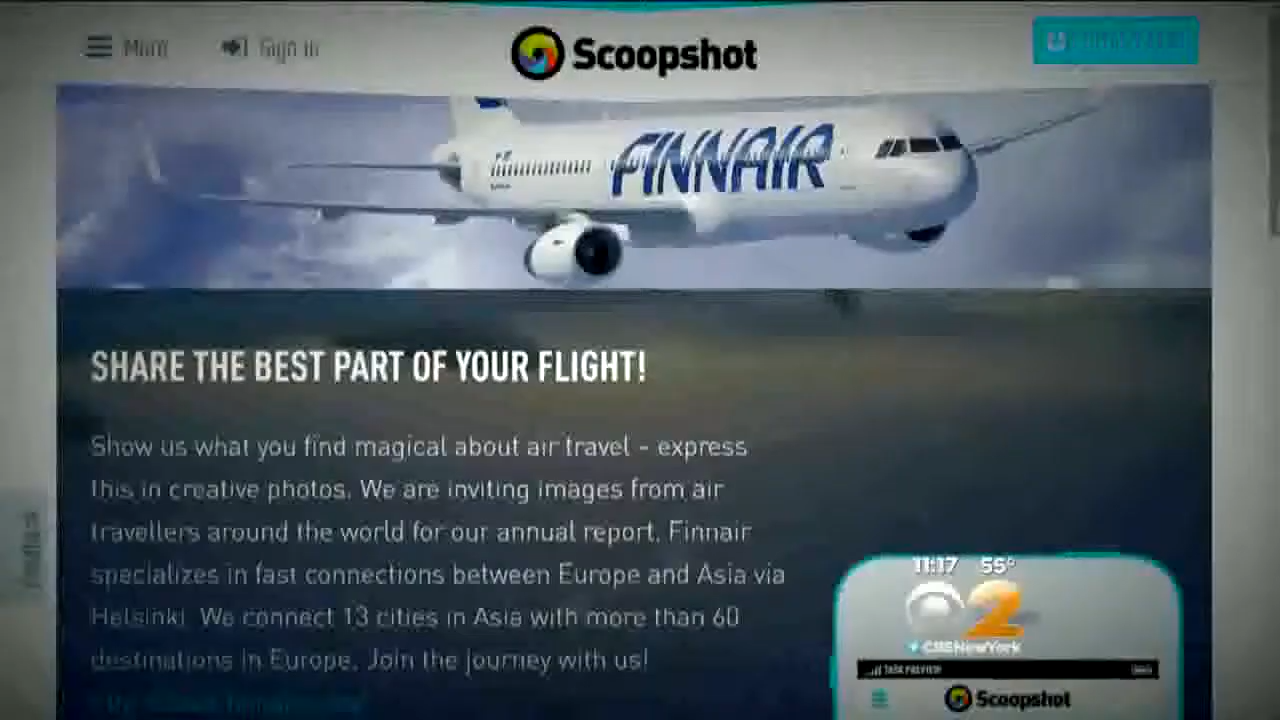 More
Sign in
Scoopshot
FINNAIR
SHARE THE BEST PART OF YOUR FLIGHT!
Show us what you find magical about air travel - express
this in creative photos. We are inviting images from air
travellers around the world for our annual report. Finnair
specializes in fast connections between Europe and Asia via
Helsinki. We connect 13 cities in Asia with more than 60
destinations in Europe. Join the journey with us!
11:17 55°
2
CBSNewYork
TASK PREVIEW
Scoopshot